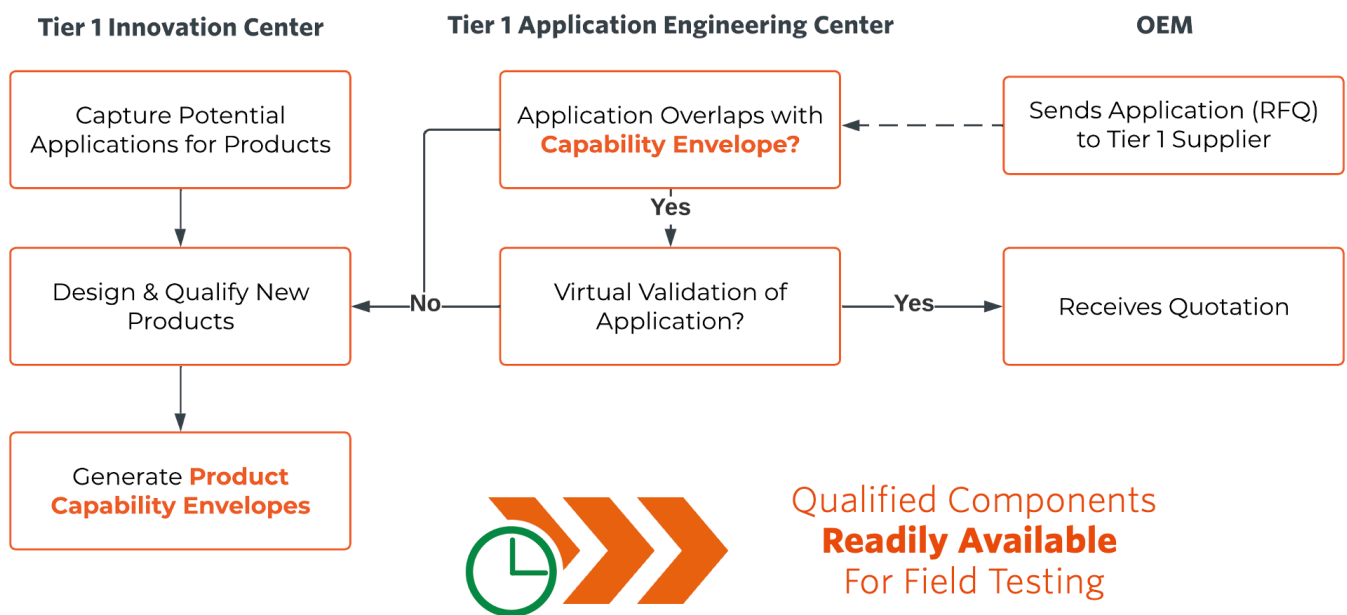 Tier 1 Innovation Center
Tier 1 Application Engineering Center
OEM
Capture Potential
Applications for Products
Application Overlaps with
Capability Envelope?
Sends Application (RFQ)
to Tier 1 Supplier
Yes
Design & Qualify New
Products
No
Virtual Validation of
Application?
Yes
Receives Quotation
Generate Product
Capability Envelopes
Qualified Components
Readily Available
For Field Testing